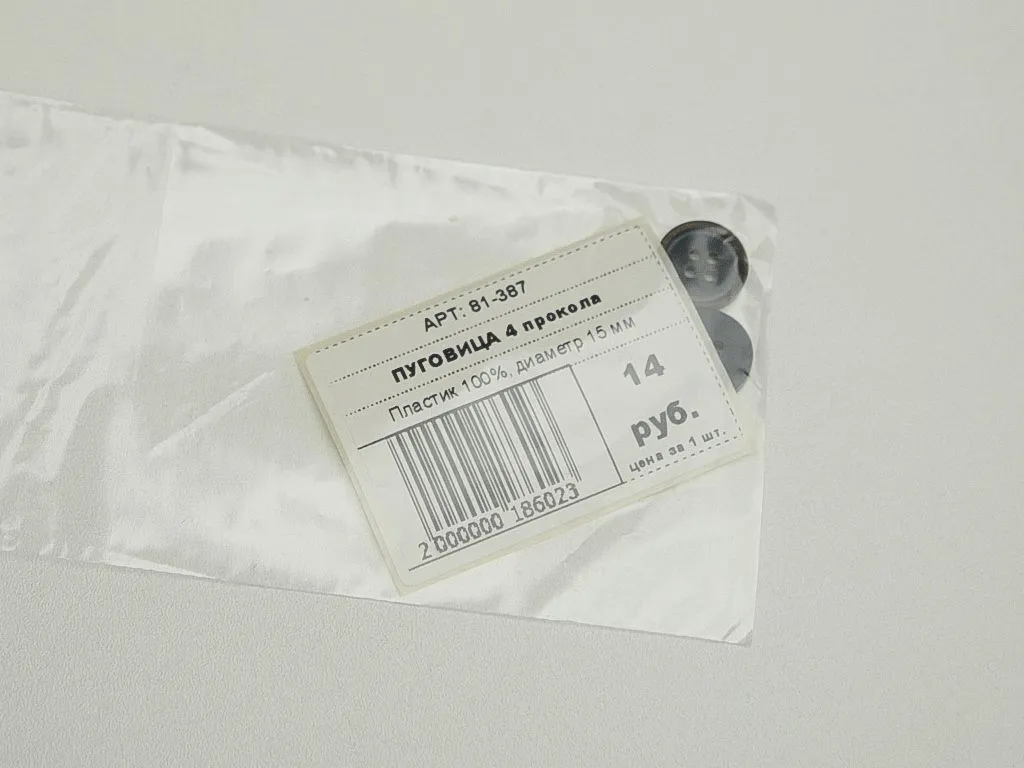 АРТ: 81-387
ПУГОВИЦА 4 прокола
Пластик 100%, диаметр 15 мм
14
руб.
цена за 1 шт.
2 000000 186023